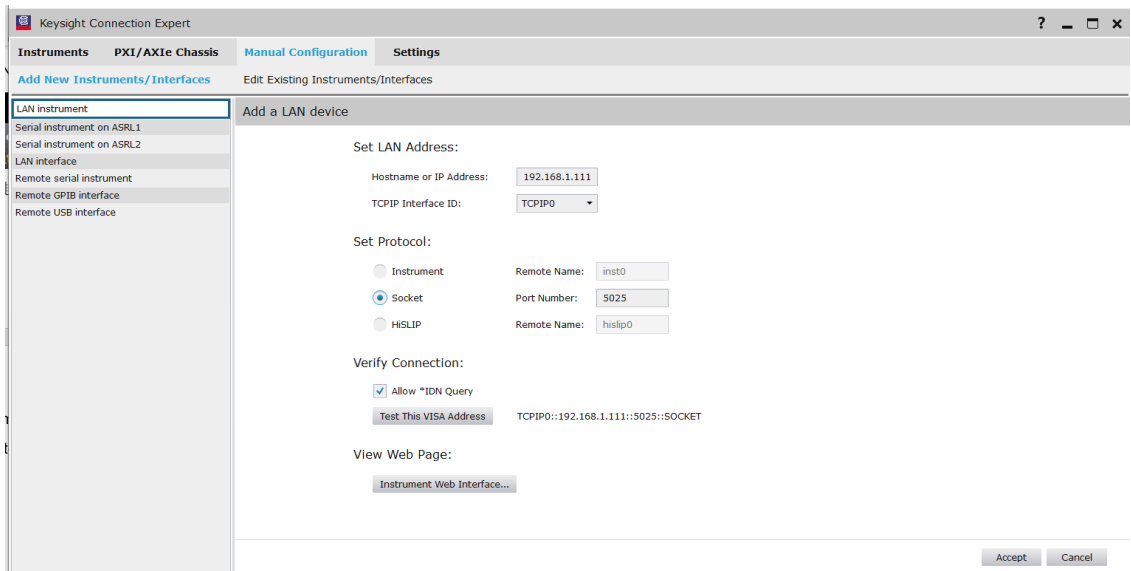 Keysight Connection Expert
Instruments PXI/AXIe Chassis Manual Configuration Settings
Add New Instruments/Interfaces Edit Existing Instruments/Interfaces
LAN instrument
Serial instrument on ASRL1
Serial instrument on ASRL2
LAN interface
Remote serial instrument
Remote GPIB interface
Remote USB interface
Add a LAN device
Set LAN Address:
Hostname or IP Address: 192.168.1.111
TCPIP Interface ID: TCPIP0
Set Protocol:
Instrument Remote Name: inst0
Socket Port Number: 5025
HiSLIP Remote Name: hislip0
Verify Connection:
Allow *IDN Query
Test This VISA Address TCPIP0::192.168.1.111::5025::SOCKET
View Web Page:
Instrument Web Interface...
Accept Cancel